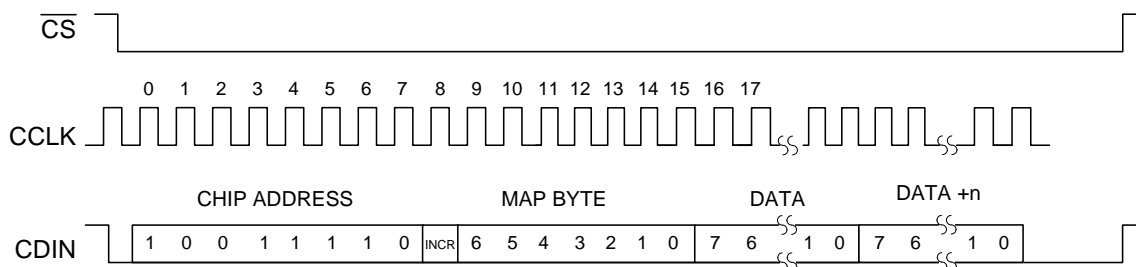 CS
0 1 2 3 4 5 6 7 8 9 10 11 12 13 14 15 16 17
CCLK
CHIP ADDRESS MAP BYTE DATA DATA +n
CDIN 1 0 0 1 1 1 1 0 INCR 6 5 4 3 2 1 0 7 6 1 0 7 6 1 0